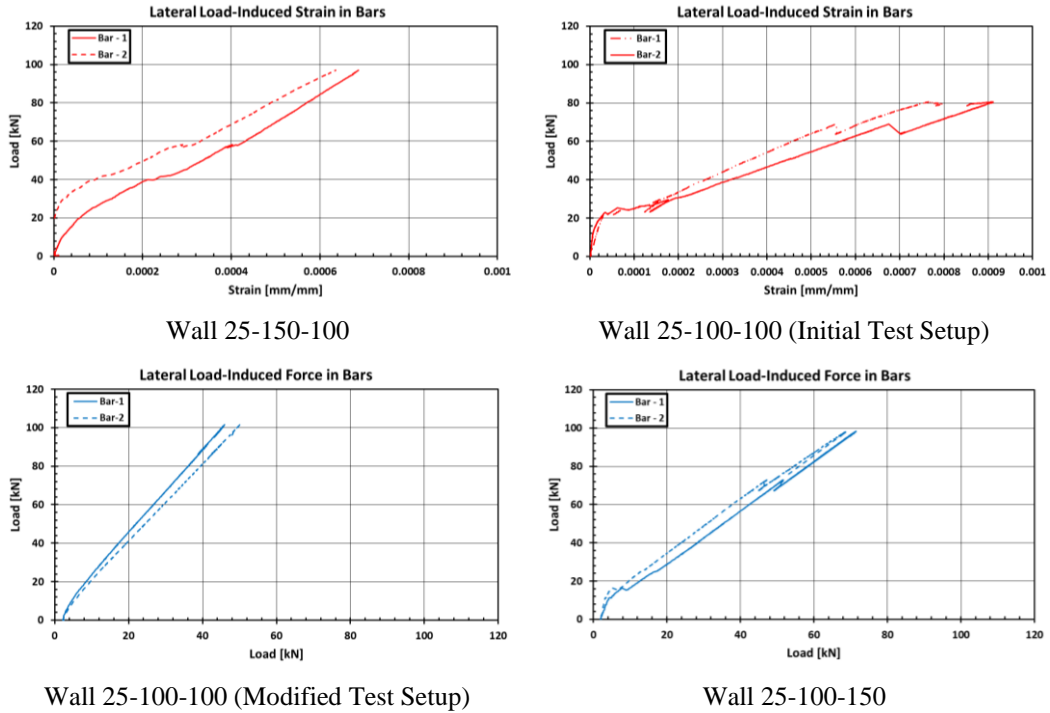 Lateral Load-Induced Strain in Bars
120
100
80
60
40
20
0
Load [kN]
Bar - 1
Bar - 2
0
0.0002
0.0004
0.0006
0.0008
0.001
Strain [mm/mm]
Wall 25-150-100
Lateral Load-Induced Strain in Bars
120
100
80
60
40
20
0
Load [kN]
Bar-1
Bar-2
0
0.0001
0.0002
0.0003
0.0004
0.0005
0.0006
0.0007
0.0008
0.0009
0.001
Strain [mm/mm]
Wall 25-100-100 (Initial Test Setup)
Lateral Load-Induced Force in Bars
120
100
80
60
40
20
0
Load [kN]
Bar-1
Bar-2
0
20
40
60
80
100
120
Load [kN]
Wall 25-100-100 (Modified Test Setup)
Lateral Load-Induced Force in Bars
120
100
80
60
40
20
0
Load [kN]
Bar - 1
Bar - 2
0
20
40
60
80
100
120
Load [kN]
Wall 25-100-150